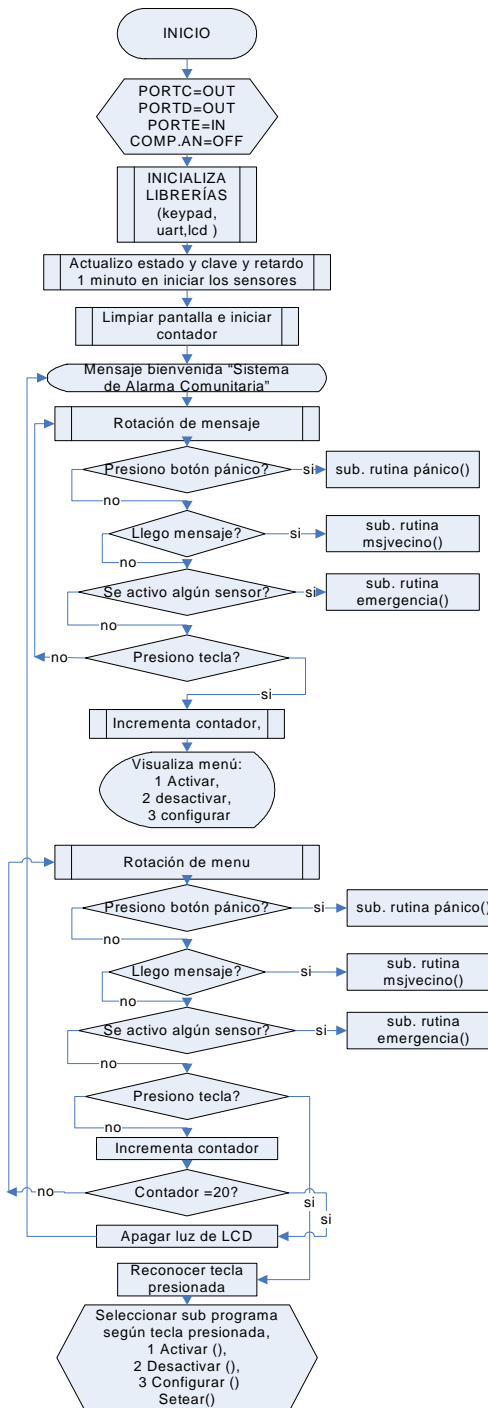 INICIO
PORTC=OUT
PORTD=OUT
PORTE=IN
COMP.AN=OFF
INICIALIZA
LIBRERÍAS
(keypad,
uart,lcd )
Actualizo estado y clave y retardo
1 minuto en iniciar los sensores
Limpiar pantalla e iniciar
contador
Mensaje bienvenida “Sistema
de Alarma Comunitaria”
Rotación de mensaje
Presiono botón pánico?
si
sub. rutina pánico()
no
Llego mensaje?
si
sub. rutina
msjvecino()
no
Se activo algún sensor?
si
sub. rutina
emergencia()
no
Presiono tecla?
no
si
Incrementa contador,
Visualiza menú:
1 Activar,
2 desactivar,
3 configurar
Rotación de menu
Presiono botón pánico?
si
sub. rutina pánico()
no
Llego mensaje?
si
sub. rutina
msjvecino()
no
Se activo algún sensor?
si
sub. rutina
emergencia()
no
Presiono tecla?
no
Incrementa contador
Contador =20?
no
si
si
Apagar luz de LCD
Reconocer tecla
presionada
Seleccionar sub programa
según tecla presionada,
1 Activar (),
2 Desactivar (),
3 Configurar ()
Setear()